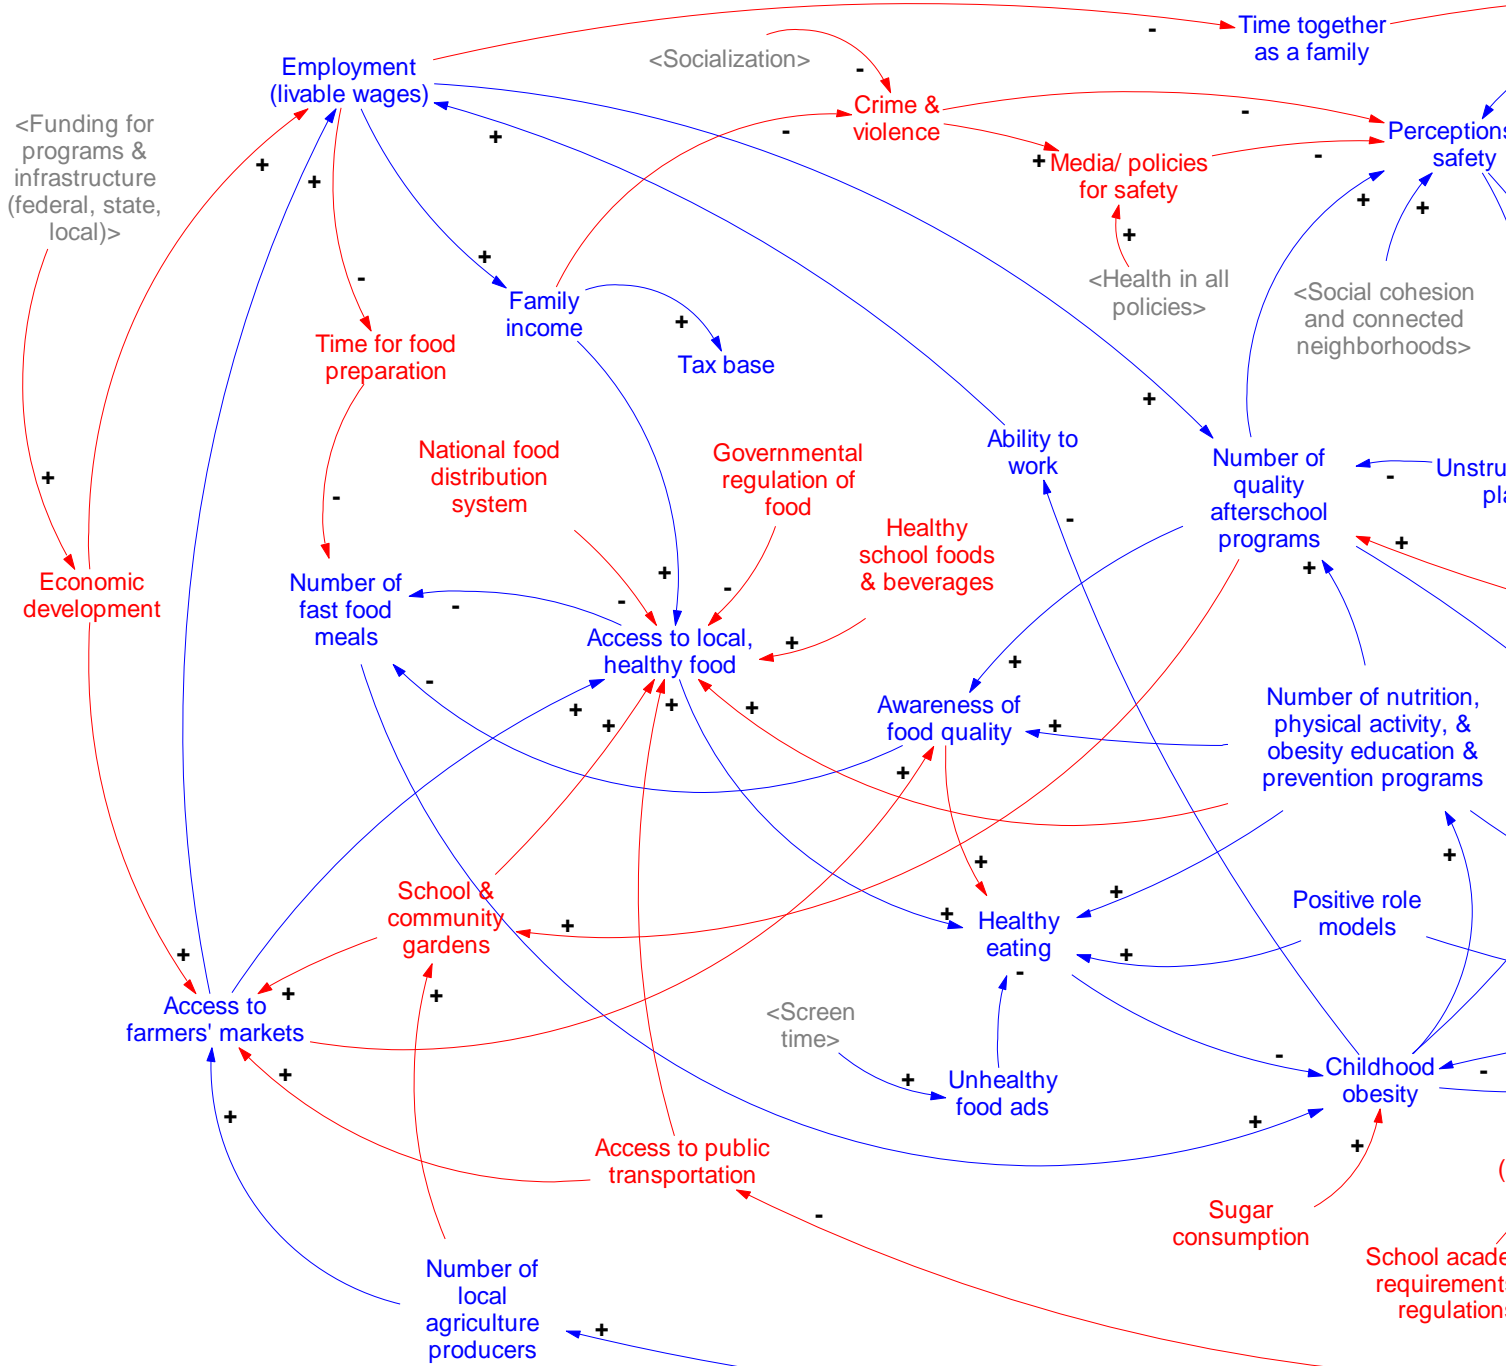 Time together
as a family
<Socialization>
Employment
(livable wages)
Crime &
violence
<Funding for
programs &
infrastructure
(federal, state,
local)>
Perceptions
safety
Media/ policies
for safety
<Health in all
policies>
<Social cohesion
and connected
neighborhoods>
Family
income
Time for food
preparation
Tax base
National food
distribution
system
Governmental
regulation of
food
Ability to
work
Number of
quality
afterschool
programs
Healthy
school foods
& beverages
Economic
development
Number of
fast food
meals
Access to local,
healthy food
Awareness of
food quality
Number of nutrition,
physical activity, &
obesity education &
prevention programs
School &
community
gardens
Healthy
eating
Positive role
models
Access to
farmers' markets
<Screen
time>
Unhealthy
food ads
Childhood
obesity
Access to public
transportation
Sugar
consumption
Number of
local
agriculture
producers
School